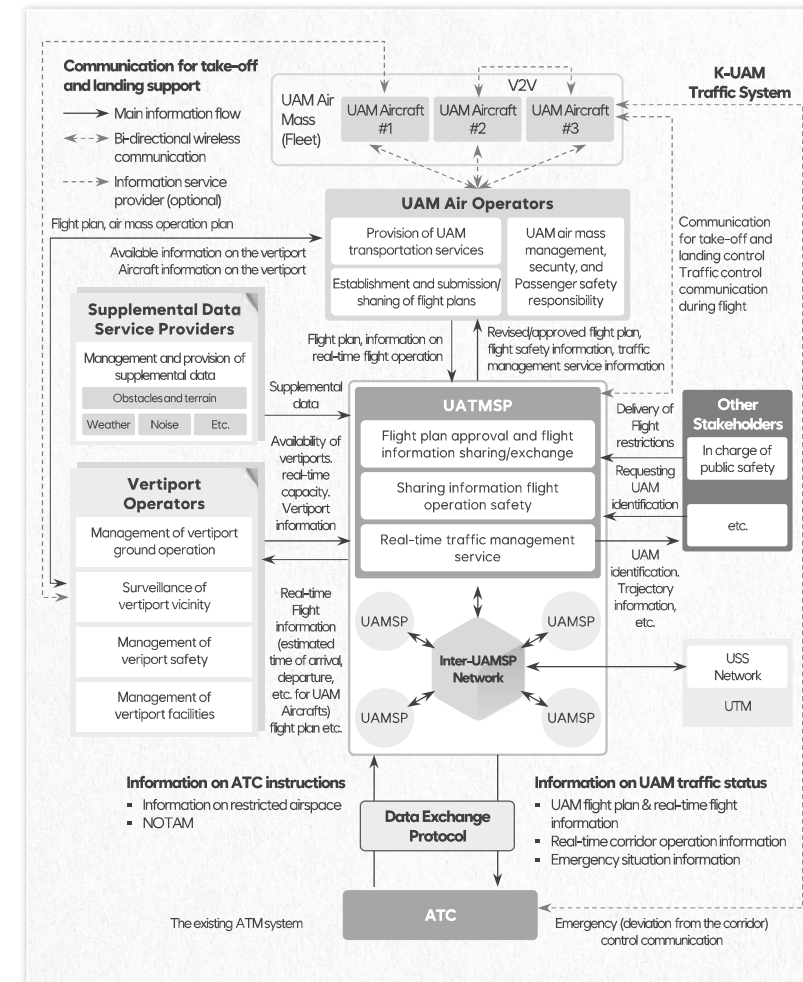 Communication for take-off
and landing support
Main information flow
Bi-directional wireless
communication
Information service
provider (optional)
K-UAM
Traffic System
V2V
UAM Air
Mass
(Fleet)
UAM Aircraft
#1
UAM Aircraft
#2
UAM Aircraft
#3
UAM Air Operators
Provision of UAM
transportation services
Establishment and submission/
sharing of flight plans
UAM air mass
management,
security, and
Passenger safety
responsibility
Flight plan, air mass operation plan
Available information on the vertiport
Aircraft information on the vertiport
Communication
for take-off and
landing control
Traffic control
communication
during flight
Flight plan, information on
real-time flight operation
Revised/approved flight plan,
flight safety information, traffic
management service information
Supplemental Data
Service Providers
Management and provision of
supplemental data
Obstacles and terrain
Weather
Noise
Etc.
Supplemental
data
Vertiport
Operators
Management of vertiport
ground operation
Surveillance of
vertiport vicinity
Management of
veriport safety
Management of
vertiport facilities
Availability of
vertiports.
real-time
capacity.
Vertiport
information
Real-time
Flight
information
(estimated
time of arrival,
departure,
etc. for UAM
Aircrafts)
flight plan etc.
UATMSP
Flight plan approval and flight
information sharing/exchange
Sharing information flight
operation safety
Real-time traffic management
service
UAMSP
UAMSP
Inter-UAMSP
Network
UAMSP
UAMSP
Delivery of
Flight
restrictions
Requesting
UAM
identification
UAM
identification.
Trajectory
information,
etc.
Other
Stakeholders
In charge of
public safety
etc.
USS
Network
UTM
Information on ATC instructions
▪ Information on restricted airspace
▪ NOTAM
Data Exchange
Protocol
Information on UAM traffic status
▪ UAM flight plan & real-time flight
information
▪ Real-time corridor operation information
▪ Emergency situation information
The existing ATM system
ATC
Emergency (deviation from the corridor)
control communication